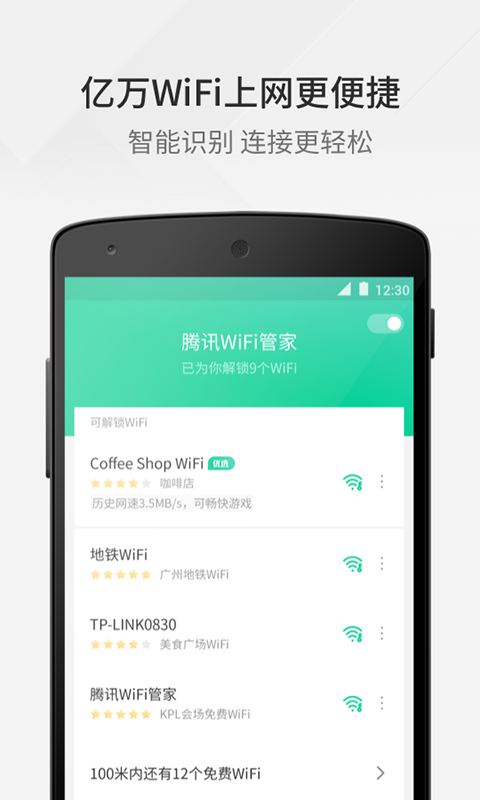 亿万WiFi上网更便捷
智能识别 连接更轻松
12:30
腾讯WiFi管家
已为你解锁9个WiFi
可解锁WiFi
Coffee Shop WiFi 优选
咖啡店
历史网速3.5MB/s，可畅快游戏
地铁WiFi
广州地铁WiFi
TP-LINK0830
美食广场WiFi
腾讯WiFi管家
KPL会场免费WiFi
100米内还有12个免费WiFi